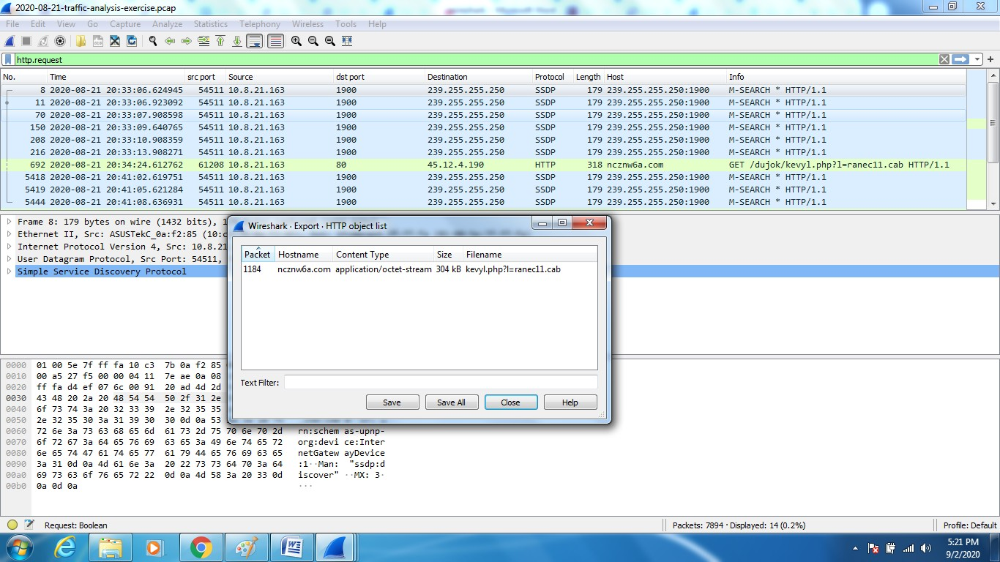 2020-08-21-traffic-analysis-exercise.pcap
File Edit View Go Capture Analyze Statistics Telephony Wireless Tools Help
http.request
No. Time src port Source dst port Destination Protocol Length Host Info
8 2020-08-21 20:33:06.624945 54511 10.8.21.163 1900 239.255.255.250 SSDP 179 239.255.255.250:1900 M-SEARCH * HTTP/1.1
11 2020-08-21 20:33:06.923092 54511 10.8.21.163 1900 239.255.255.250 SSDP 179 239.255.255.250:1900 M-SEARCH * HTTP/1.1
70 2020-08-21 20:33:07.908598 54511 10.8.21.163 1900 239.255.255.250 SSDP 179 239.255.255.250:1900 M-SEARCH * HTTP/1.1
150 2020-08-21 20:33:09.640765 54511 10.8.21.163 1900 239.255.255.250 SSDP 179 239.255.255.250:1900 M-SEARCH * HTTP/1.1
208 2020-08-21 20:33:10.908359 54511 10.8.21.163 1900 239.255.255.250 SSDP 179 239.255.255.250:1900 M-SEARCH * HTTP/1.1
216 2020-08-21 20:33:13.908271 54511 10.8.21.163 1900 239.255.255.250 SSDP 179 239.255.255.250:1900 M-SEARCH * HTTP/1.1
692 2020-08-21 20:34:24.612762 61208 10.8.21.163 80 45.12.4.190 HTTP 318 ncznw6a.com GET /dujok/kevyl.php?l=ranec11.cab HTTP/1.1
5418 2020-08-21 20:41:02.619751 54511 10.8.21.163 1900 239.255.255.250 SSDP 179 239.255.255.250:1900 M-SEARCH * HTTP/1.1
5419 2020-08-21 20:41:05.621284 54511 10.8.21.163 1900 239.255.255.250 SSDP 179 239.255.255.250:1900 M-SEARCH * HTTP/1.1
5444 2020-08-21 20:41:08.636931 54511 10.8.21.163 1900 239.255.255.250 SSDP 179 239.255.255.250:1900 M-SEARCH * HTTP/1.1
Frame 8: 179 bytes on wire (1432 bits),
Ethernet II, Src: ASUSTekC_0a:f2:85 (10:c
Internet Protocol Version 4, Src: 10.8.21
User Datagram Protocol, Src Port: 54511,
Simple Service Discovery Protocol
Wireshark · Export · HTTP object list
Packet Hostname Content Type Size Filename
1184 ncznw6a.com application/octet-stream 304 kB kevyl.php?l=ranec11.cab
Text Filter:
Save Save All Close Help
0000 01 00 5e 7f ff fa 10 c3 7b 0a f2 85
0010 00 a5 27 f5 00 00 04 11 7e ae 0a 08
0020 ff fa d4 ef 07 6c 00 91 20 ad 4d 2d
0030 43 48 20 2a 20 48 54 54 50 2f 31 2e
0040 6f 73 74 3a 20 32 33 39 2e 32 35 35
0050 2e 32 35 30 3a 31 39 30 30 0d 0a 53
0060 72 6e 3a 73 63 68 65 6d 61 73 2d 75 70 6e 70 2d rn:schem as-upnp-
0070 6f 72 67 3a 64 65 76 69 63 65 3a 49 6e 74 65 72 org:devi ce:Inter
0080 6e 65 74 47 61 74 65 77 61 79 44 65 76 69 63 65 netGatew ayDevice
0090 3a 31 0d 0a 4d 61 6e 3a 20 22 73 73 64 70 3a 64 :1··Man: "ssdp:d
00a0 69 73 63 6f 76 65 72 22 0d 0a 4d 58 3a 20 33 0d iscover" ··MX: 3·
00b0 0a 0d 0a ···
Request: Boolean
Packets: 7894 · Displayed: 14 (0.2%)
Profile: Default
5:21 PM
9/2/2020